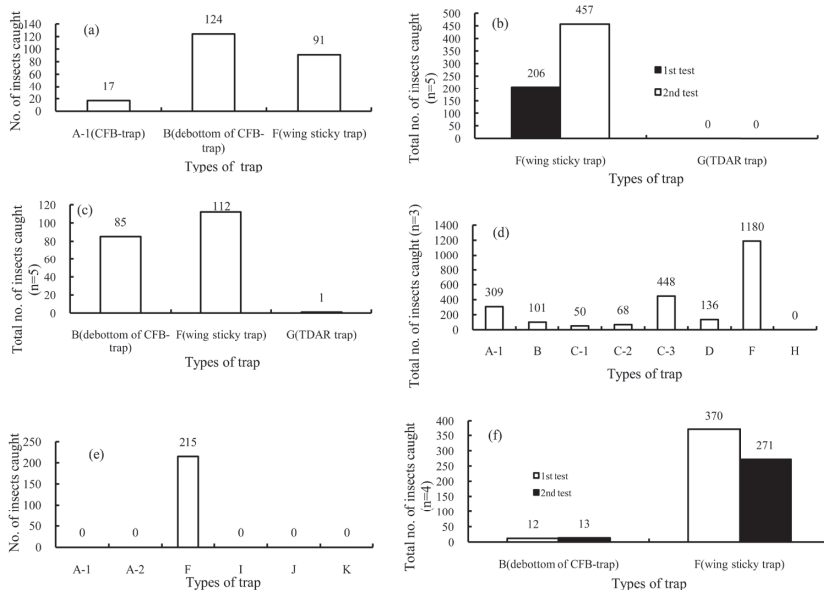 (a)
No. of insects caught
140
120
100
80
60
40
20
0
17
124
91
A-1(CFB-trap)
B(debottom of CFB-
trap)
F(wing sticky trap)
Types of trap
(b)
Total no. of insects caught
(n=5)
500
450
400
350
300
250
200
150
100
50
0
206
457
0
0
1st test
2nd test
F(wing sticky trap)
G(TDAR trap)
Types of trap
(c)
Total no. of insects caught
(n=5)
120
100
80
60
40
20
0
85
112
1
B(debottom of CFB-
trap)
F(wing sticky trap)
G(TDAR trap)
Types of trap
(d)
Total no. of insects caught (n=3)
1400
1200
1000
800
600
400
200
0
309
101
50
68
448
136
1180
0
A-1
B
C-1
C-2
C-3
D
F
H
Types of trap
(e)
No. of insects caught
250
200
150
100
50
0
0
0
215
0
0
0
A-1
A-2
F
I
J
K
Types of trap
(f)
Total no. of insects caught
(n=4)
400
350
300
250
200
150
100
50
0
12
13
370
271
1st test
2nd test
B(debottom of CFB-trap)
F(wing sticky trap)
Types of trap